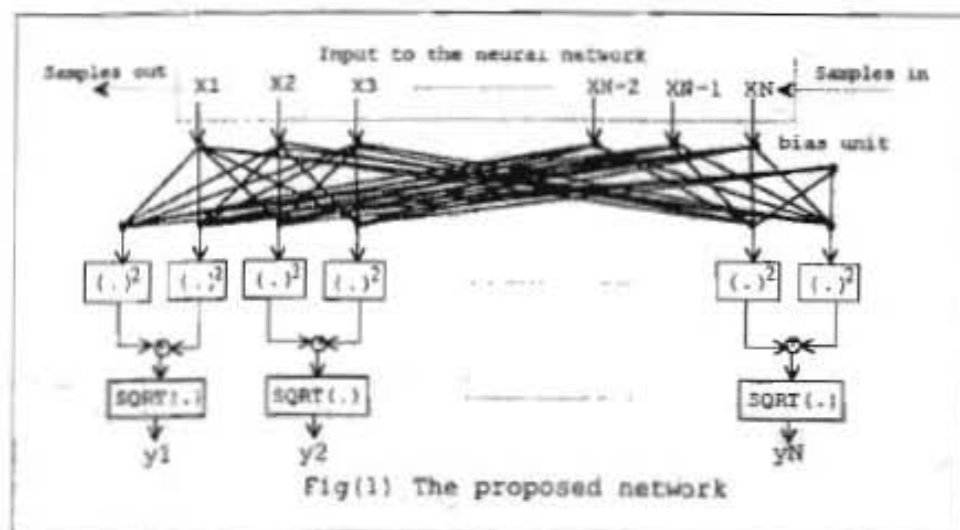 Input to the neural network
Samples out X1 X2 X3 XN-2 XN-1 XN Samples in
bias unit
(.)² (.)² (.)² (.)² (.)² (.)²
SQRT(.) SQRT(.) SQRT(.)
y1 y2 yN
Fig(1) The proposed network